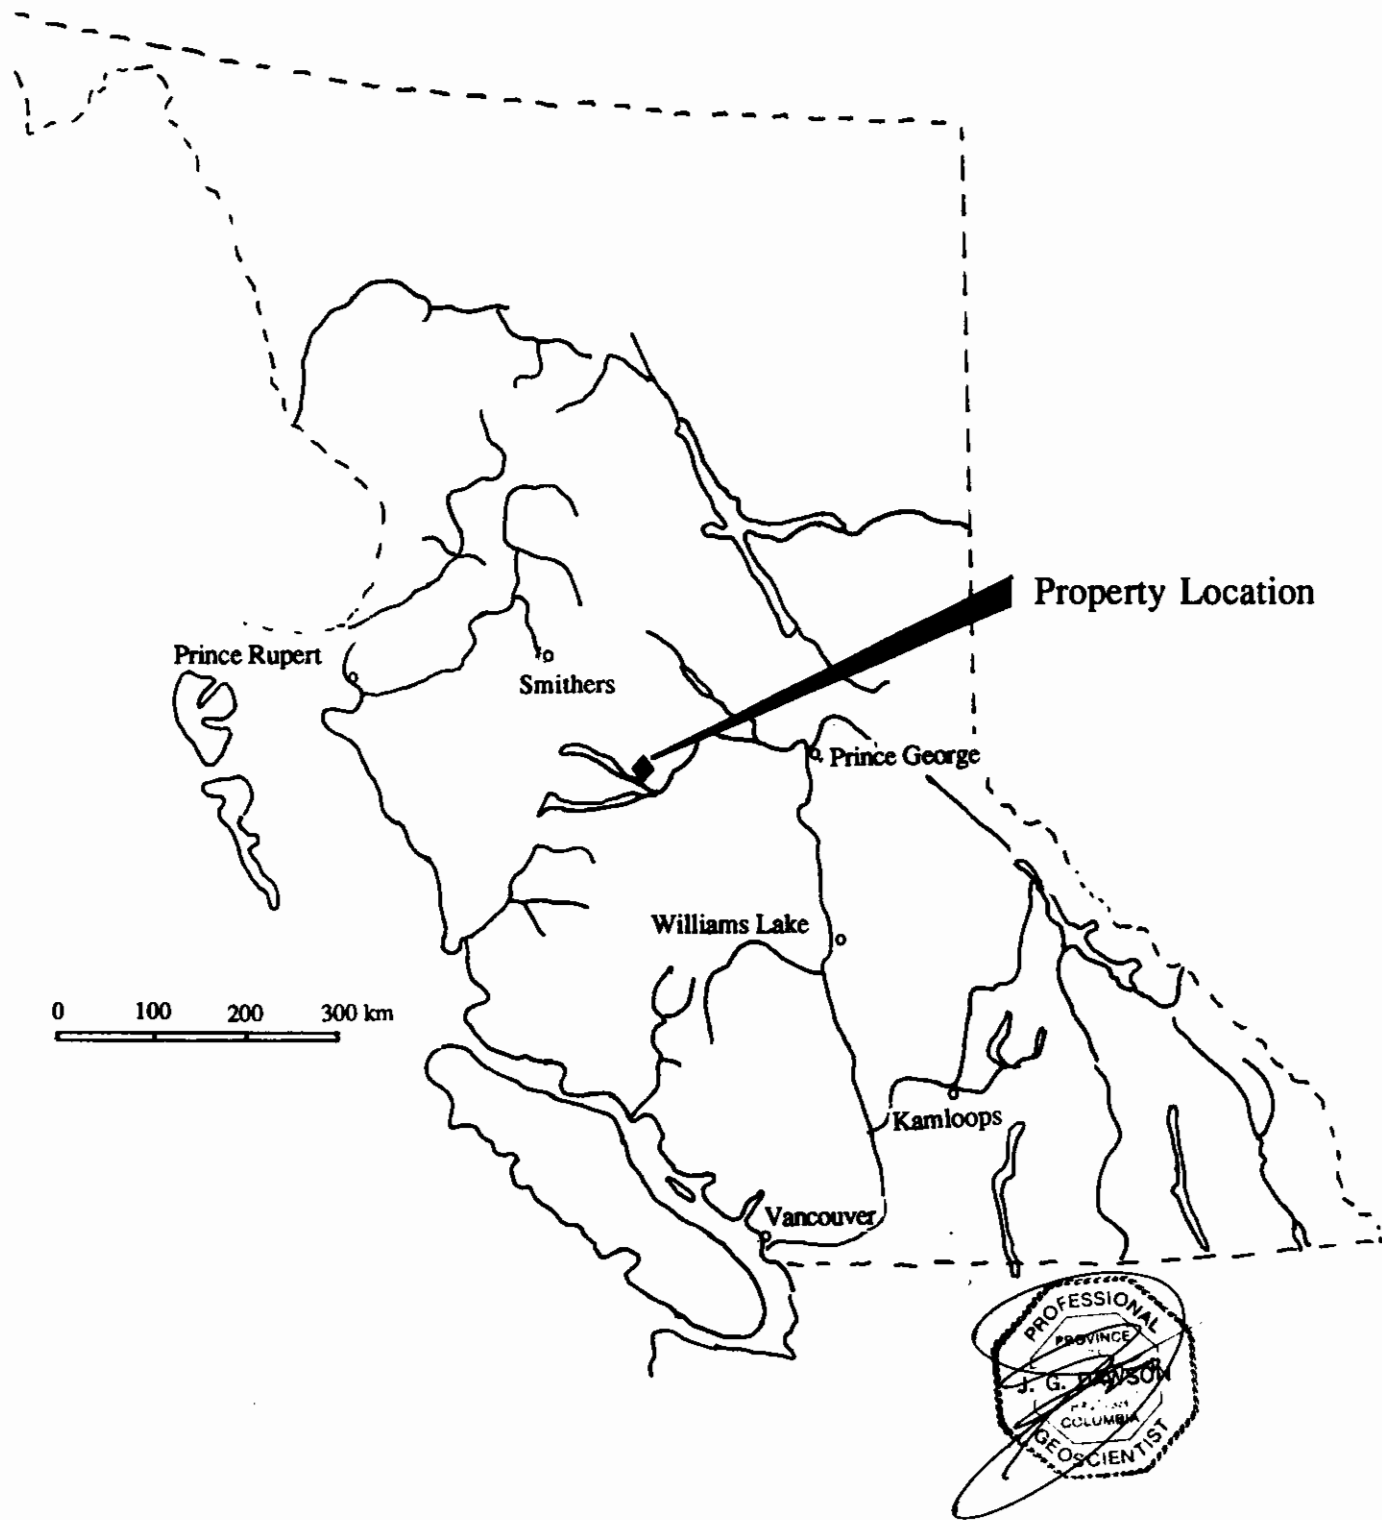 Property Location
Prince Rupert
Smithers
Prince George
Williams Lake
0 100 200 300 km
Kamloops
Vancouver
PROFESSIONAL
PROVINCE
J. G. DAWSON
COLUMBIA
GEOSCIENTIST